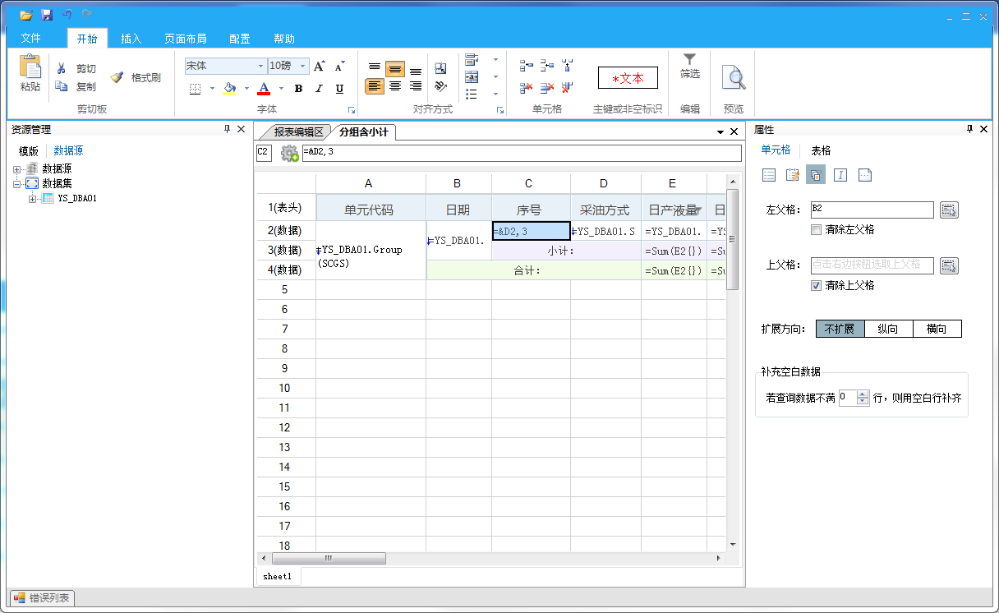 文件 开始 插入 页面布局 配置 帮助
粘贴 剪切 复制 格式刷 剪切板
宋体 10磅 A A A B I U 字体
对齐方式
单元格
*文本 主键或非空标识
筛选 编辑
预览
资源管理
模版 数据源
数据源
数据集
YS_DBA01
报表编辑区 分组含小计
C2 =&D2,3
A B C D E
1(表头) 单元代码 日期 序号 采油方式 日产液量 日
2(数据) =&D2,3 =YS_DBA01.S =YS_DBA01. =YS
=YS_DBA01.
3(数据) =YS_DBA01.Group 小计: =Sum(E2{}) =Su
(SCGS)
4(数据) 合计: =Sum(E2{}) =Su
5
6
7
8
9
10
11
12
13
14
15
16
17
18
sheet1
属性
单元格 表格
左父格: B2
清除左父格
上父格: 点击右边按钮选取上父格
清除上父格
扩展方向: 不扩展 纵向 横向
补充空白数据
若查询数据不满 0 行，则用空白行补齐
错误列表